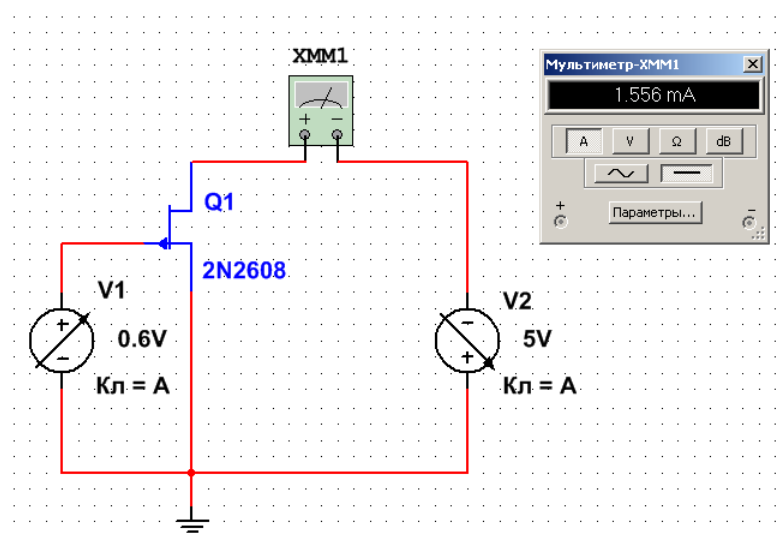 XMM1
Мультиметр-XMM1
1.556 mA
A V Ω dB
Параметры...
+ −
Q1
2N2608
V1
0.6V
Кл = A
V2
5V
Кл = A